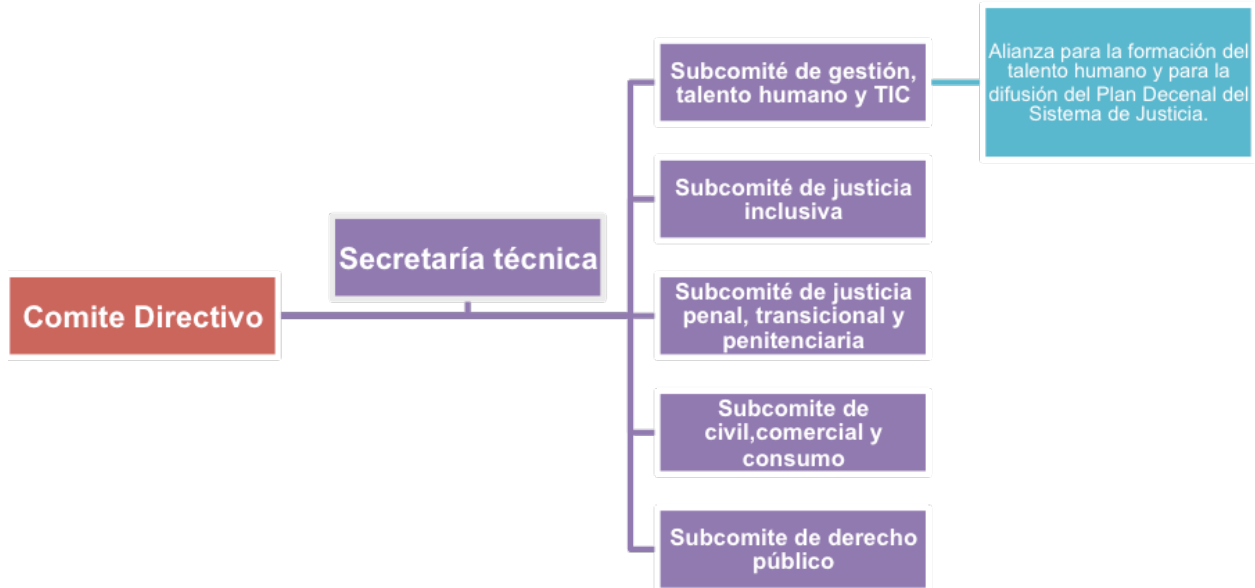 Comite Directivo
Secretaría técnica
Subcomité de gestión,
talento humano y TIC
Alianza para la formación del
talento humano y para la
difusión del Plan Decenal del
Sistema de Justicia.
Subcomité de justicia
inclusiva
Subcomité de justicia
penal, transicional y
penitenciaria
Subcomite de
civil,comercial y
consumo
Subcomite de derecho
público